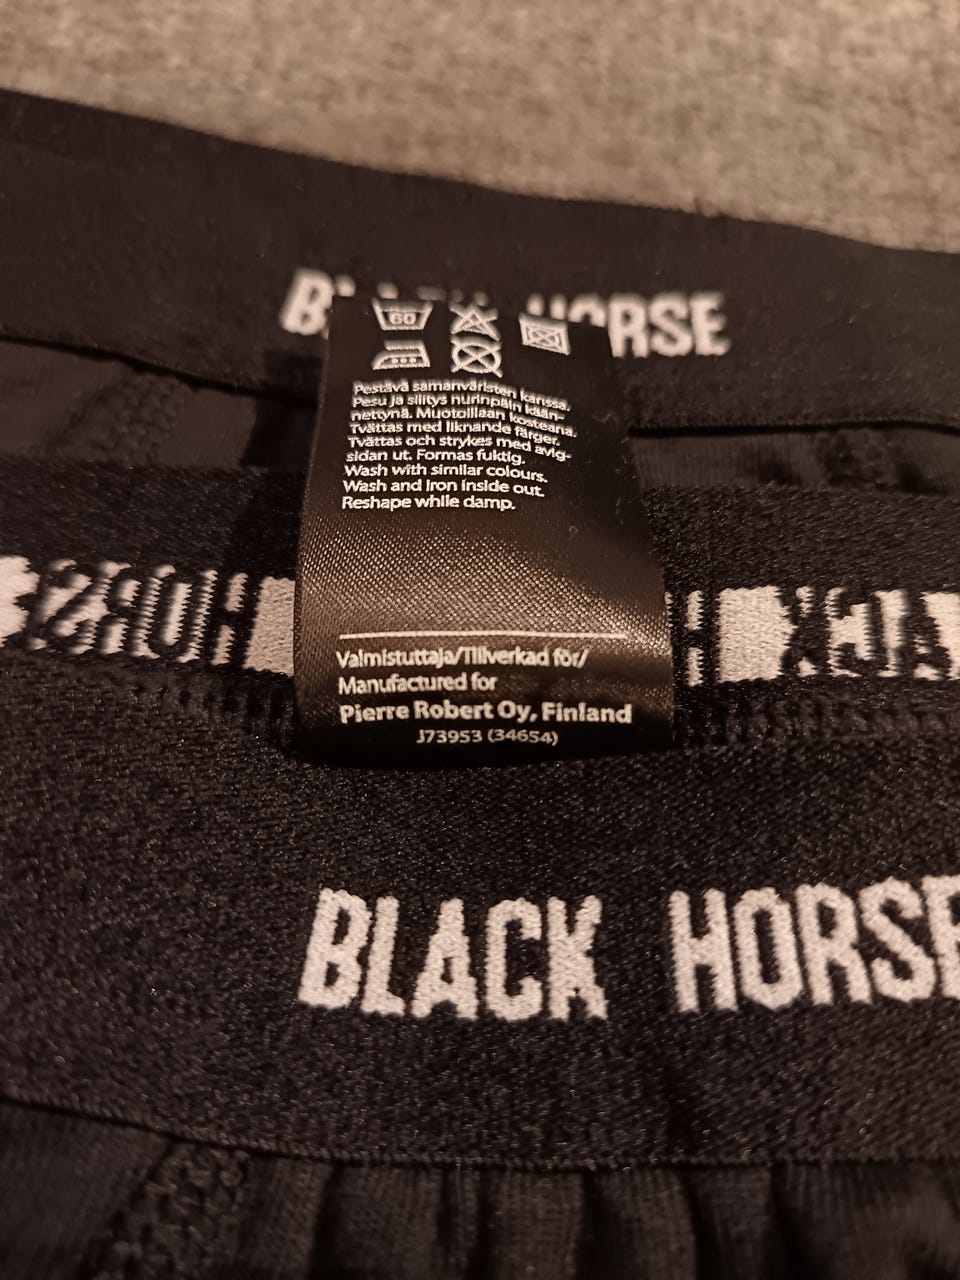 HORSE
60
Pestävä samanväristen kanssa.
Pesu ja silitys nurinpäin kään-
nettynä. Muotoillaan kosteana.
Tvättas med liknande färger.
Tvättas och strykes med avig-
sidan ut. Formas fuktig.
Wash with similar colours.
Wash and iron inside out.
Reshape while damp.
Valmistuttaja/Tillverkad för/
Manufactured for
Pierre Robert Oy, Finland
J73953 (34654)
BLACK HORSE